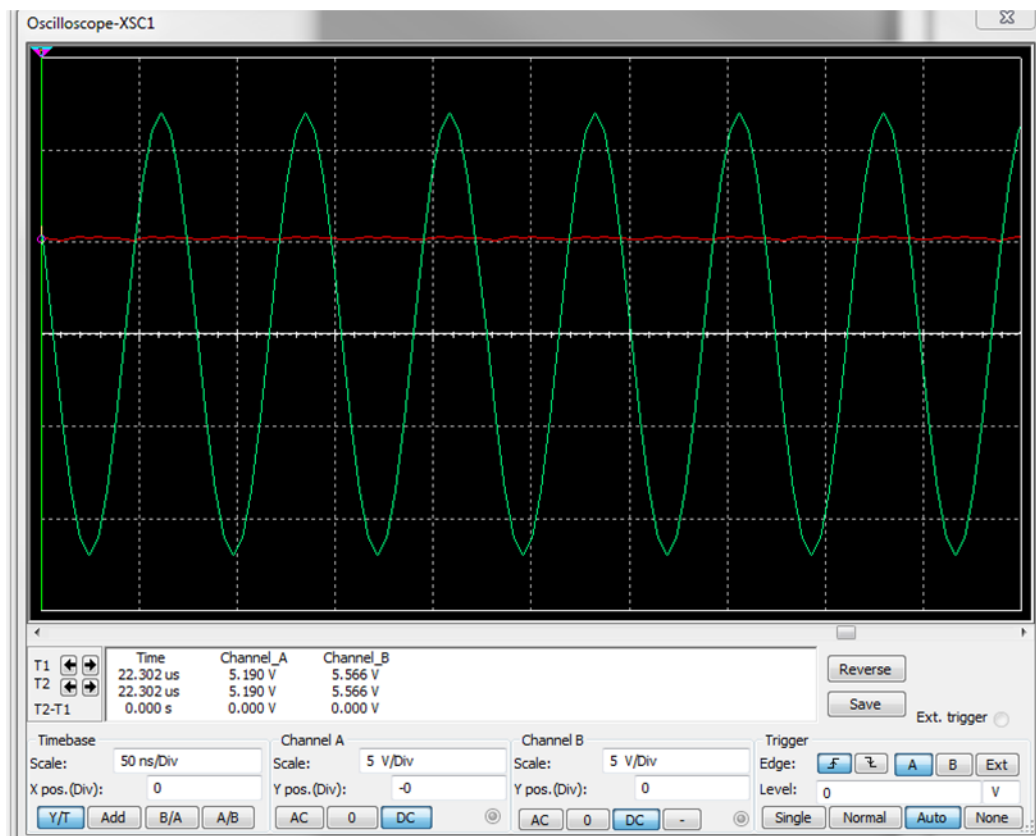 Oscilloscope-XSC1
Time Channel_A Channel_B
T1 22.302 us 5.190 V 5.566 V
T2 22.302 us 5.190 V 5.566 V
T2-T1 0.000 s 0.000 V 0.000 V
Reverse
Save
Ext. trigger
Timebase Channel A Channel B Trigger
Scale: 50 ns/Div Scale: 5 V/Div Scale: 5 V/Div Edge: A B Ext
X pos.(Div): 0 Y pos.(Div): -0 Y pos.(Div): 0 Level: 0 V
Y/T Add B/A A/B AC 0 DC AC 0 DC - Single Normal Auto None